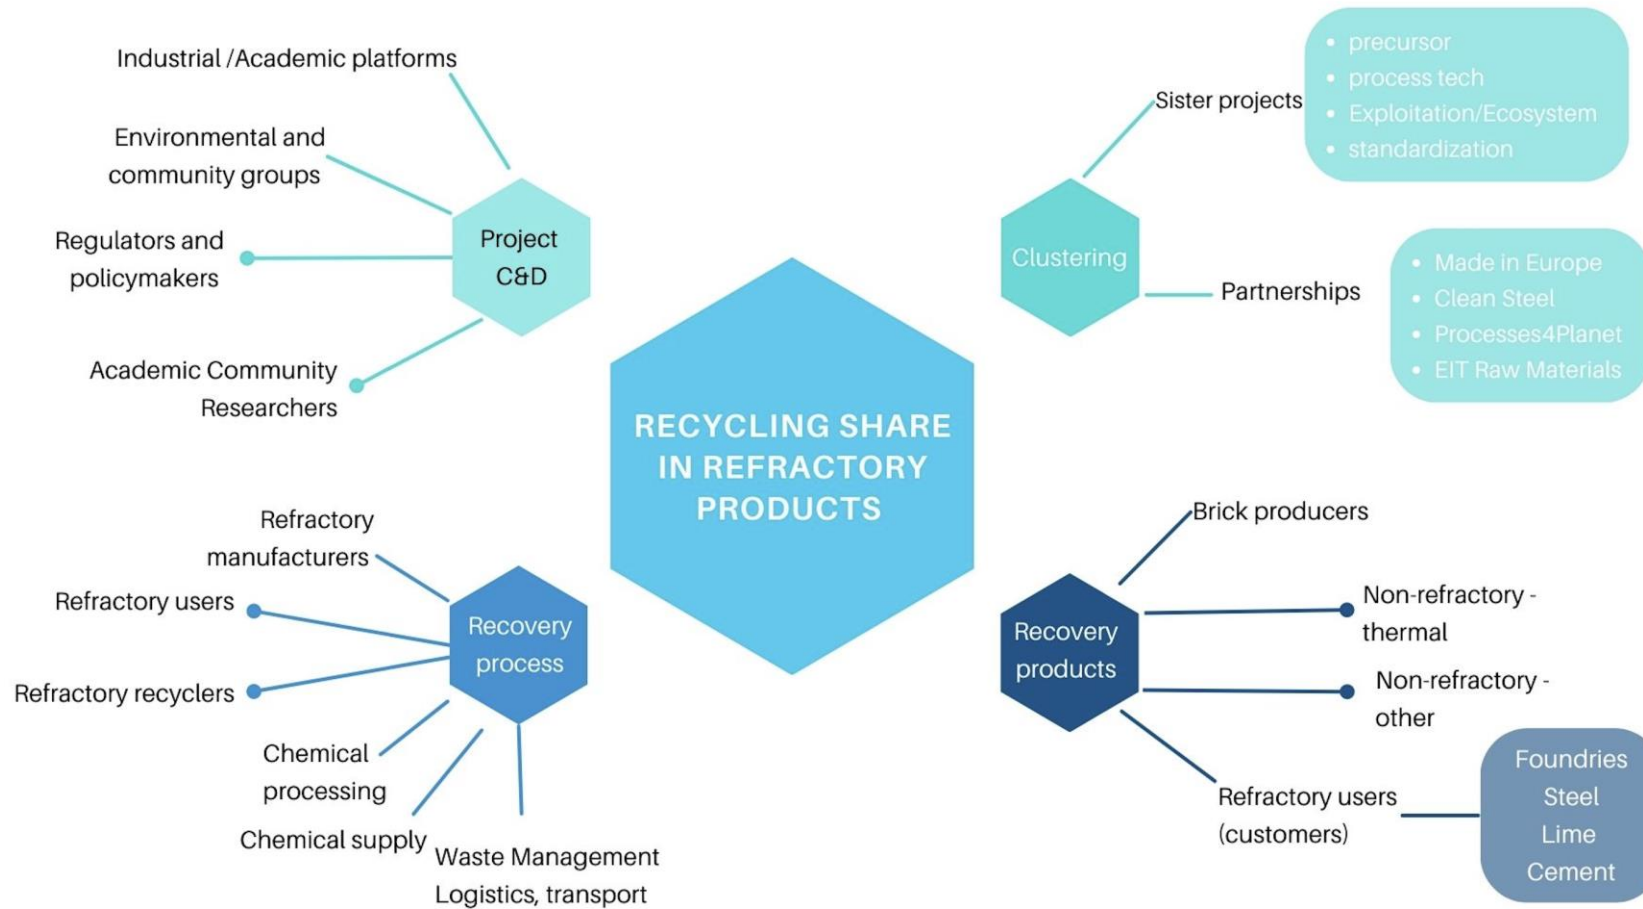 Industrial /Academic platforms
Environmental and
community groups
Regulators and
policymakers
Academic Community
Researchers
Project
C&D
Sister projects
• precursor
• process tech
• Exploitation/Ecosystem
• standardization
Clustering
Partnerships
• Made in Europe
• Clean Steel
• Processes4Planet
• EIT Raw Materials
RECYCLING SHARE
IN REFRACTORY
PRODUCTS
Refractory
manufacturers
Refractory users
Refractory recyclers
Chemical
processing
Chemical supply
Waste Management
Logistics, transport
Recovery
process
Brick producers
Non-refractory -
thermal
Non-refractory -
other
Recovery
products
Refractory users
(customers)
Foundries
Steel
Lime
Cement